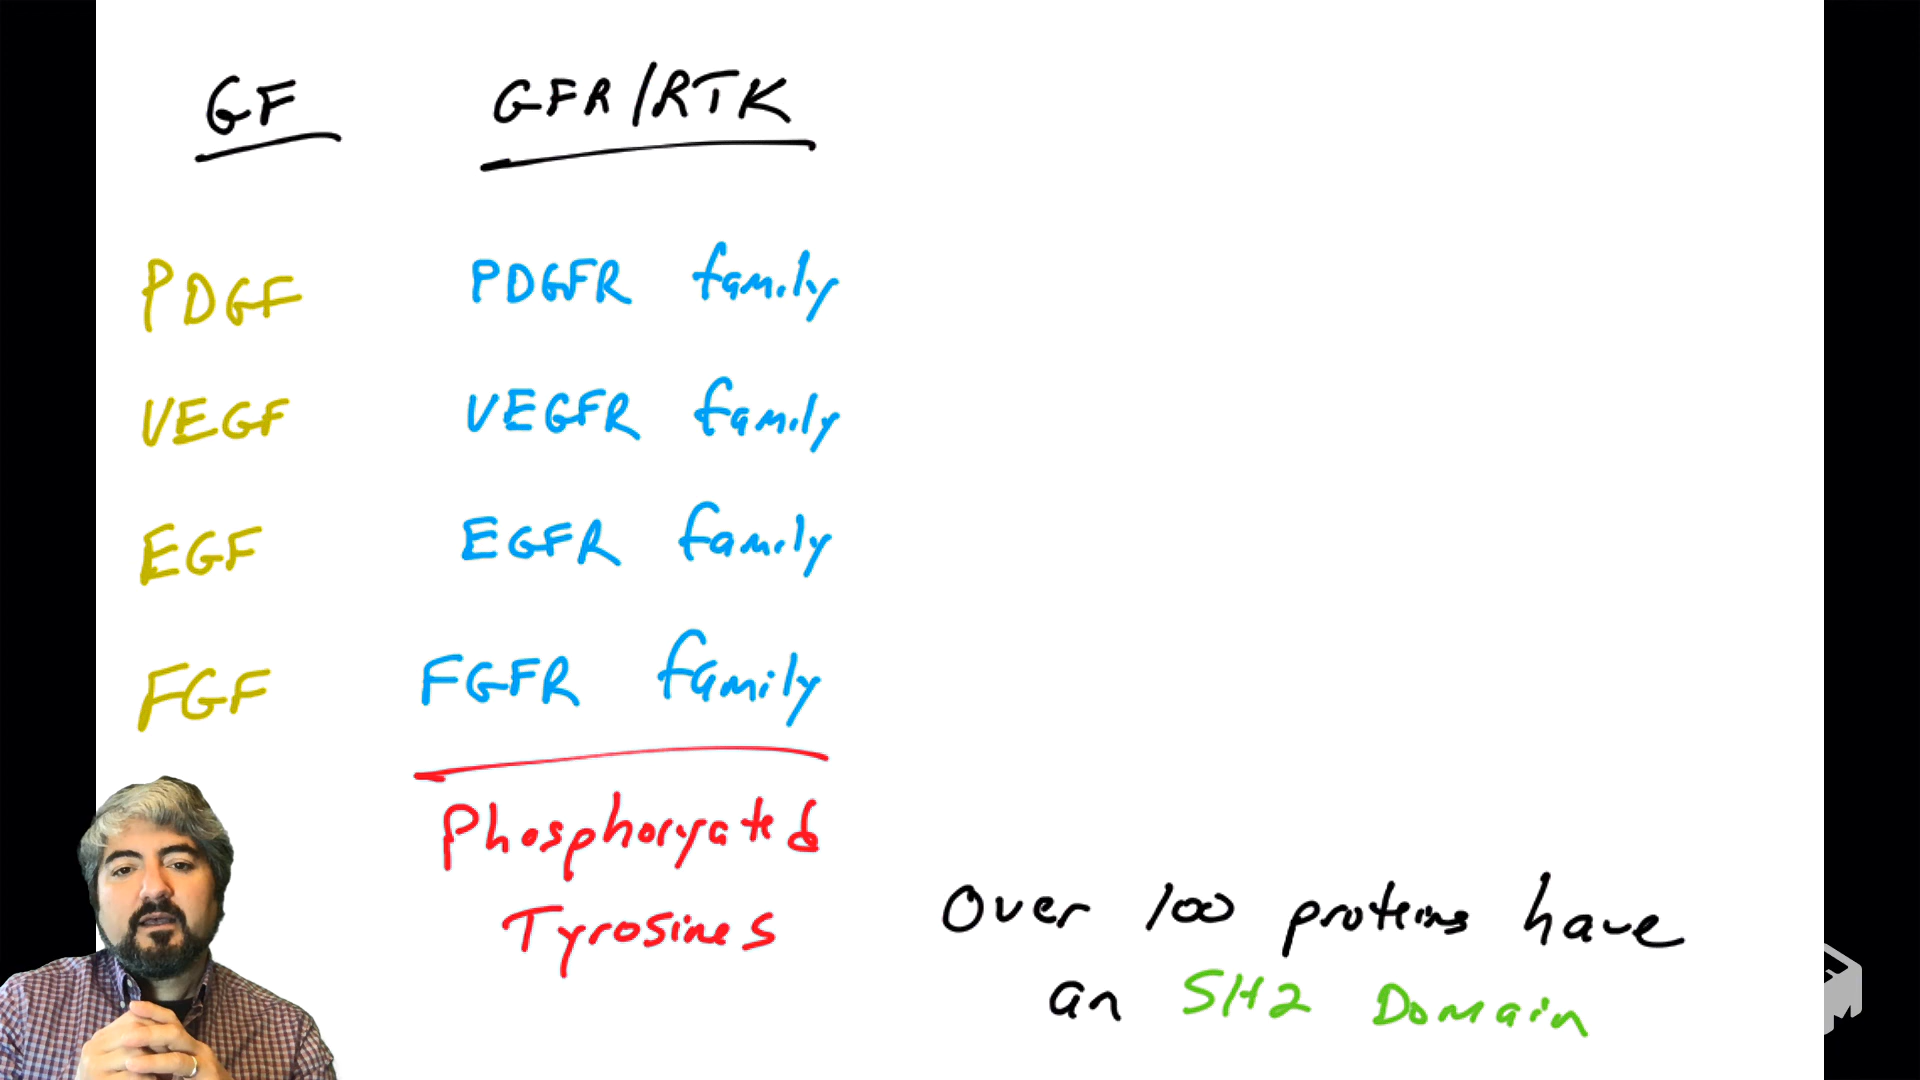 GF GFR/RTK
PDGF PDGFR family
VEGF VEGFR family
EGF EGFR family
FGF FGFR family
Phosphoryated
Tyrosines
Over 100 proteins have
an SH2 Domain